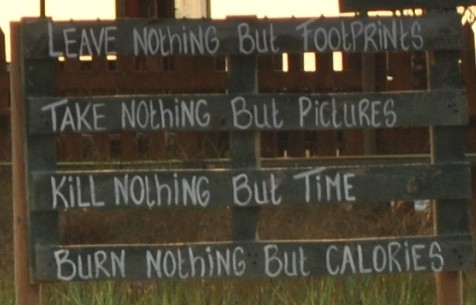 LEAVE NOthiNG But FOOtPRiNtS
TAKE NOthiNG But PiCtURES
KiLL NOthiNG But TiME
BURN NOthiNG But CALORiES